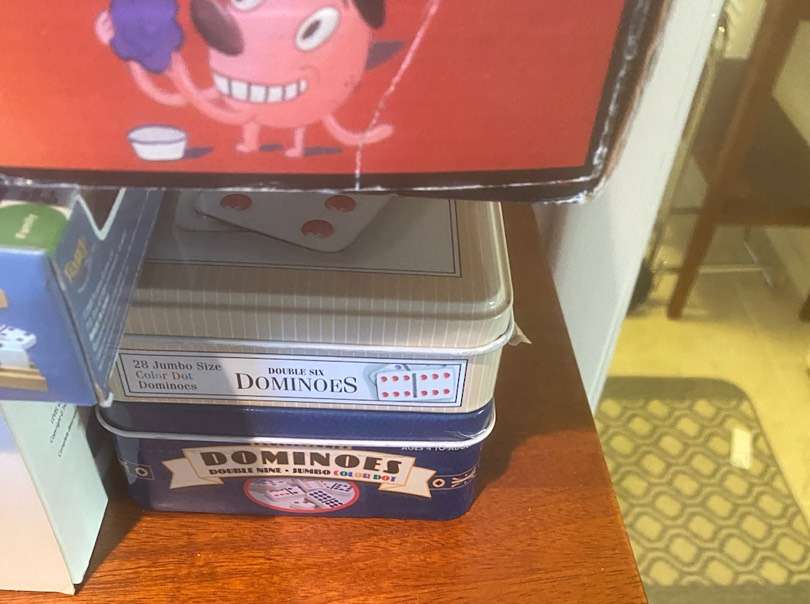 28 Jumbo Size
Color Dot
Dominoes
DOUBLE SIX
DOMINOES
DOMINOES
DOUBLE NINE • JUMBO COLOR DOT